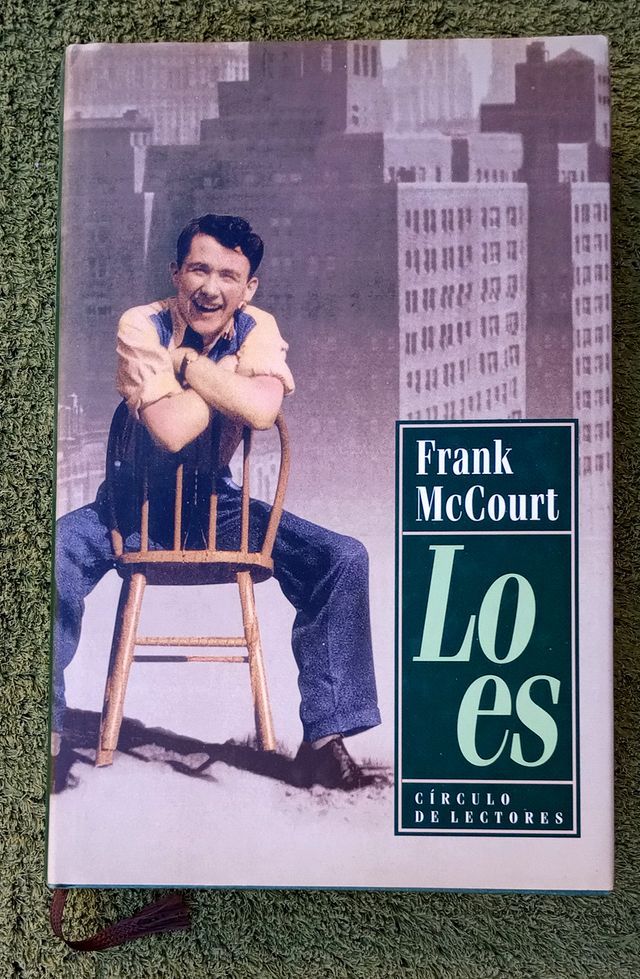 Frank
McCourt
Lo
es
CÍRCULO
DE LECTORES